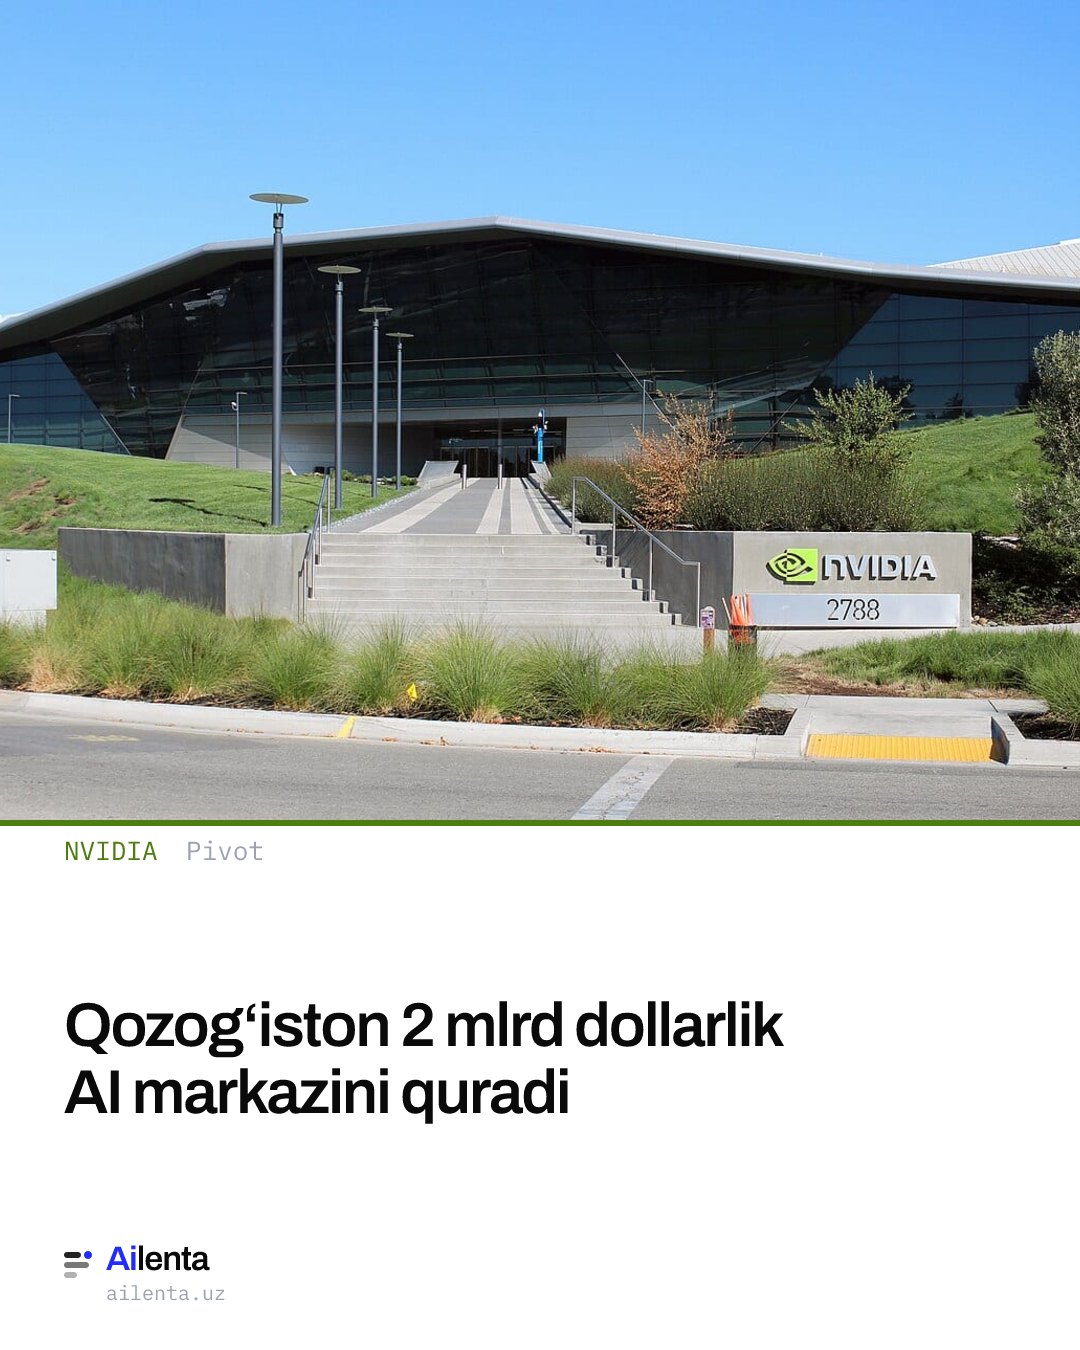 NVIDIA
2788
NVIDIA Pivot
Qozog‘iston 2 mlrd dollarlik
AI markazini quradi
Ailenta
ailenta.uz